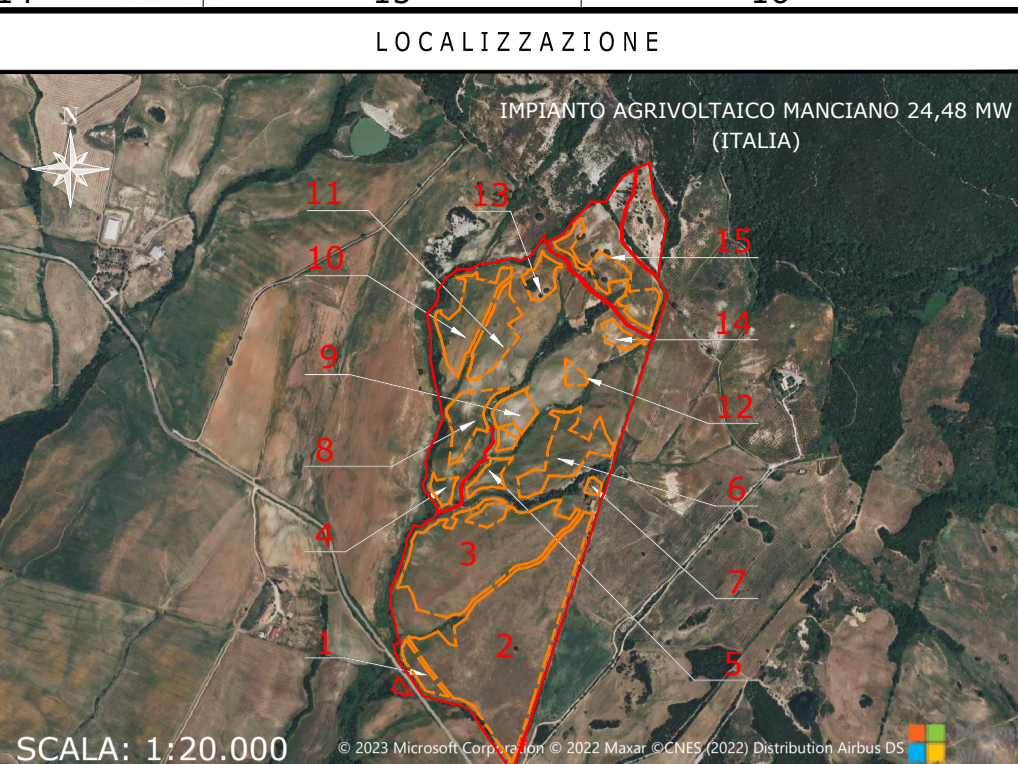 LOCALIZZAZIONE
N
IMPIANTO AGRIVOLTAICO MANCIANO 24,48 MW
(ITALIA)
11
13
15
10
14
9
12
8
6
4
3
7
1
2
5
SCALA: 1:20.000
© 2023 Microsoft Corporation © 2022 Maxar ©CNES (2022) Distribution Airbus DS